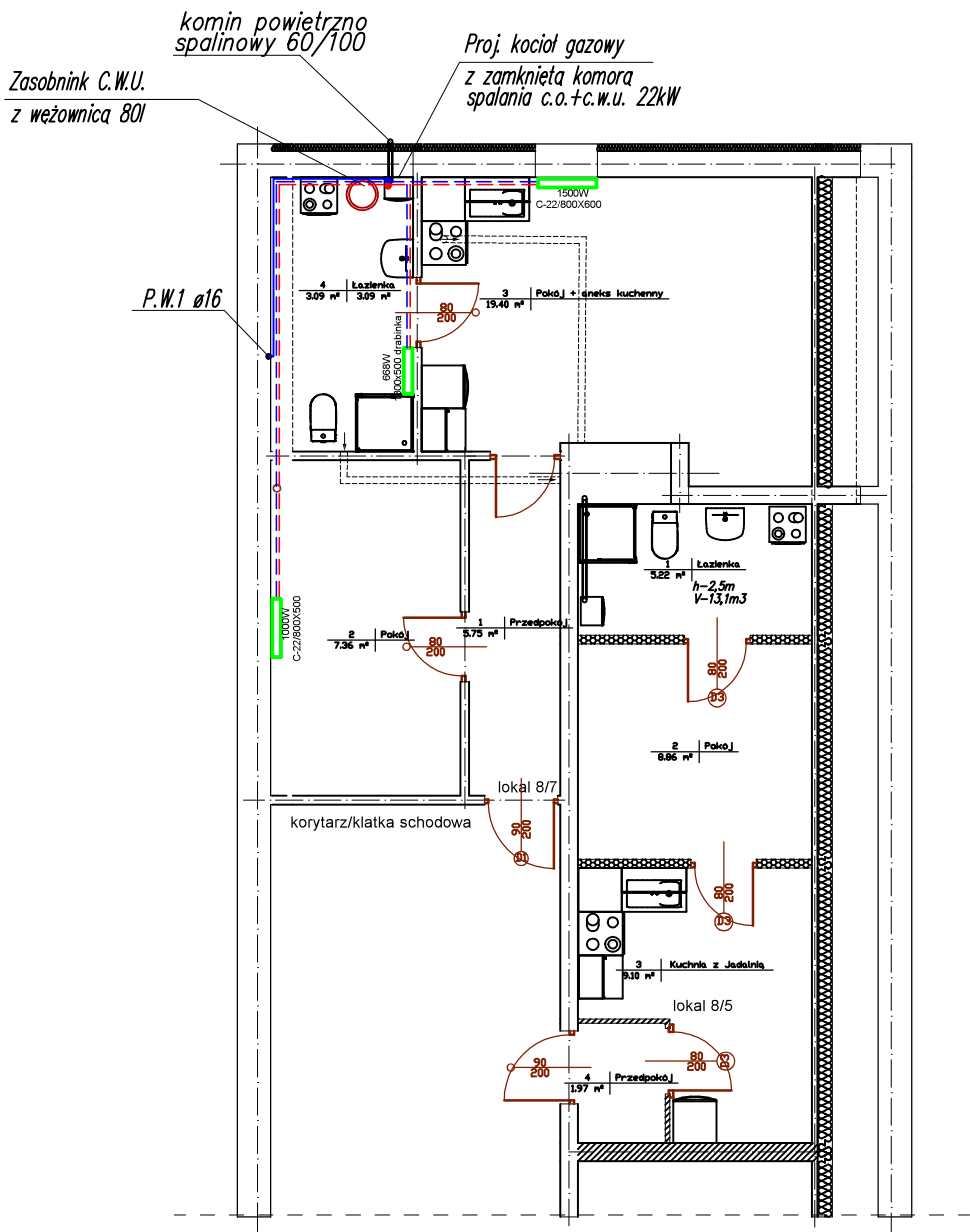 komin powietrzno
spalinowy 60/100
Proj. kocioł gazowy
z zamknięta komora
spalania c.o.+c.w.u. 22kW
Zasobnink C.W.U.
z wężownicą 80l
1500W
C-22/800X600
4 Łazienka
3.09 m² 3.09 m²
3 Pokój + aneks kuchenny
19.40 m²
P.W.1 ø16
80
200
668W
800x500 drabinka
1 Łazienka
5.22 m²
h-2,5m
V-13,1m3
1000W
C-22/800X500
2 Pokój
7.36 m²
80
200
1 Przedpokój
5.75 m²
80
200
D3
2 Pokój
8.86 m²
lokal 8/7
korytarz/klatka schodowa
90
200
D1
80
200
D3
3 Kuchnia z Jadalnią
9.10 m²
lokal 8/5
90
200
80
200
D3
4 Przedpokój
1.97 m²